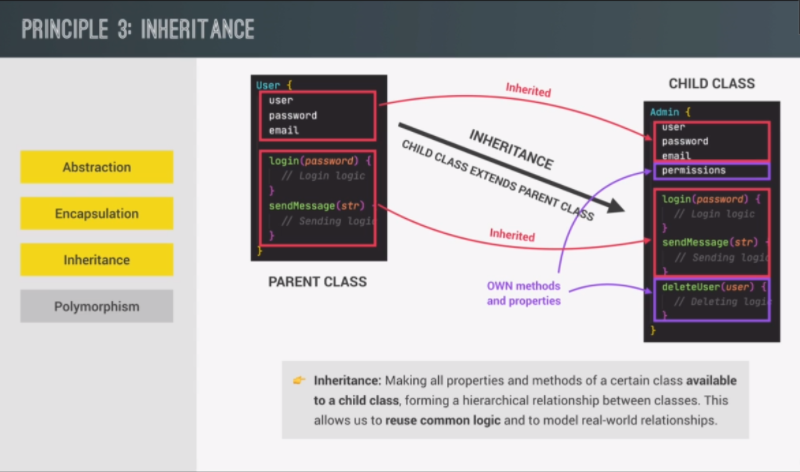 PRINCIPLE 3: INHERITANCE
Abstraction
Encapsulation
Inheritance
Polymorphism
User {
user
password
email
login(password) {
// Login logic
}
sendMessage(str) {
// Sending logic
}
}
PARENT CLASS
Inherited
INHERITANCE
CHILD CLASS EXTENDS PARENT CLASS
Inherited
OWN methods
and properties
CHILD CLASS
Admin {
user
password
email
permissions
login(password) {
// Login logic
}
sendMessage(str) {
// Sending logic
}
deleteUser(user) {
// Deleting logic
}
}
👉 Inheritance: Making all properties and methods of a certain class available
to a child class, forming a hierarchical relationship between classes. This
allows us to reuse common logic and to model real-world relationships.